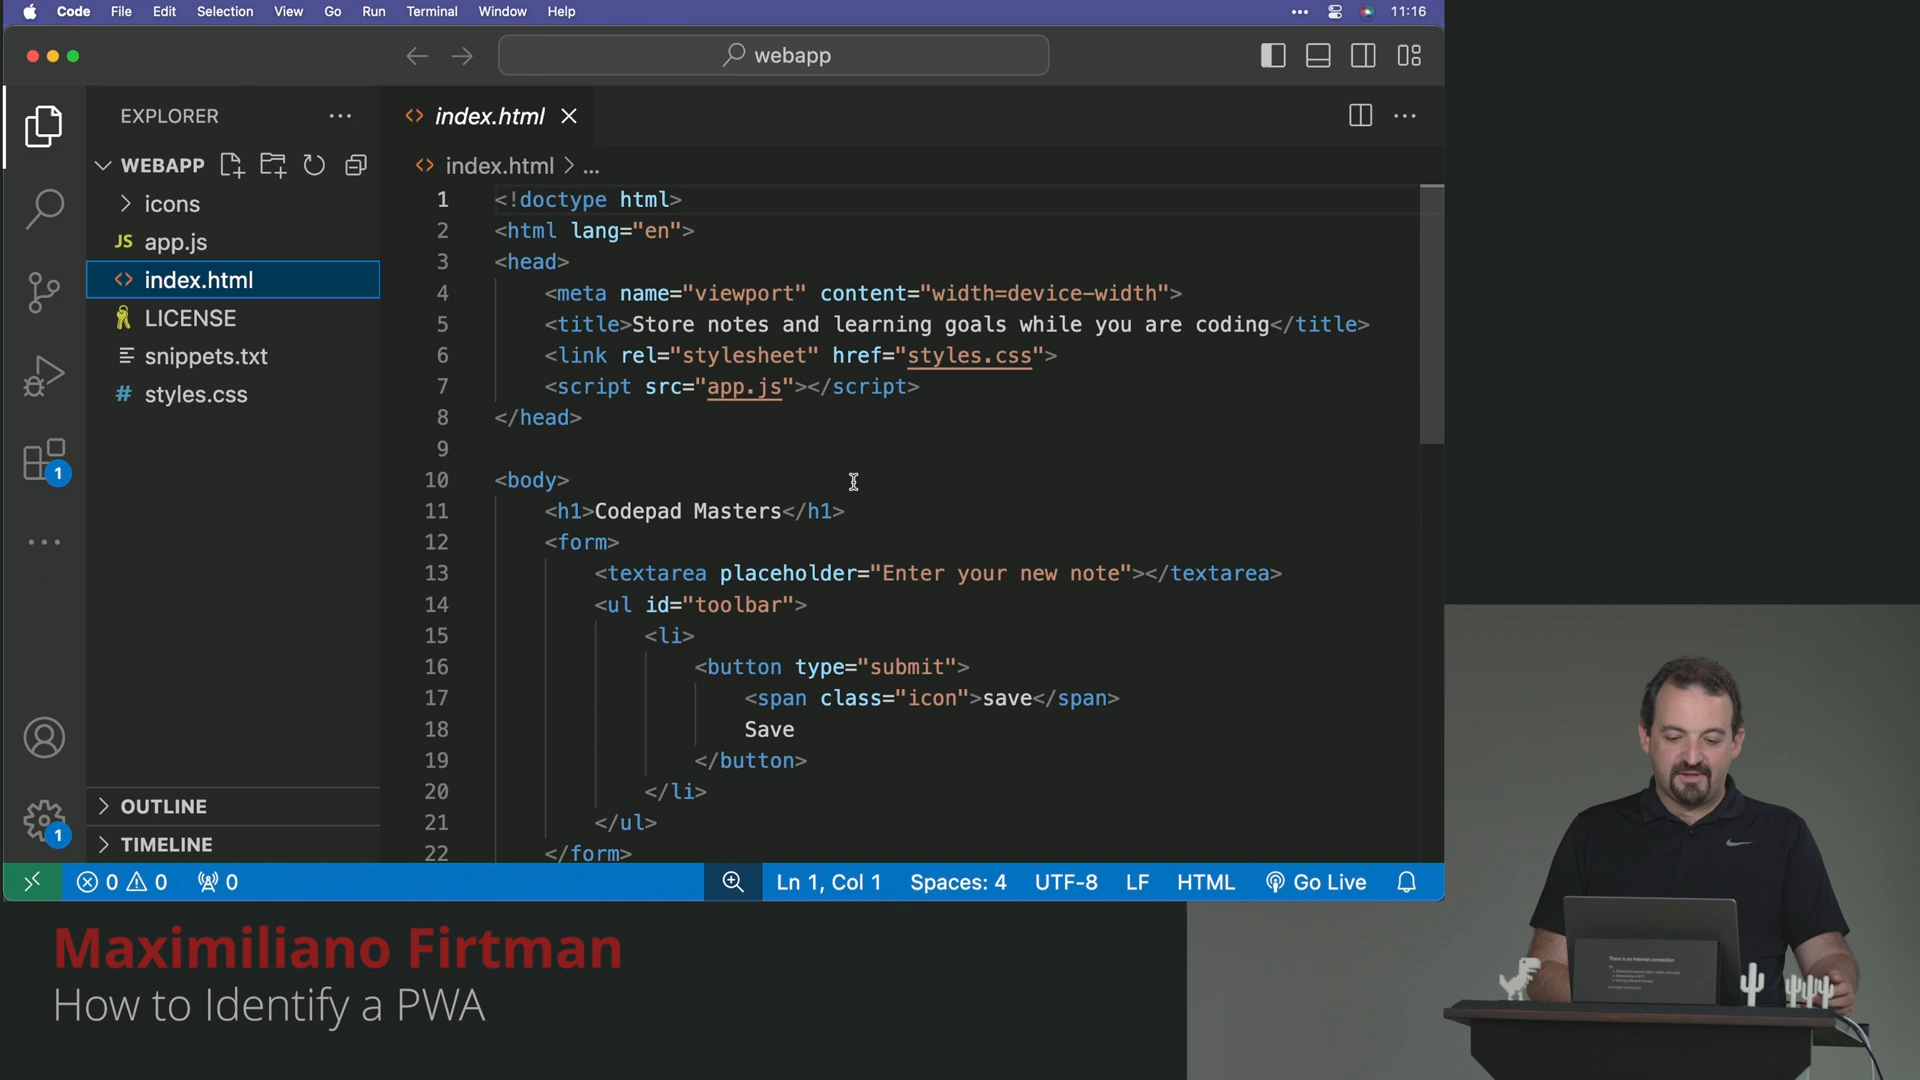 Code File Edit Selection View Go Run Terminal Window Help 11:16
webapp
EXPLORER
index.html
WEBAPP
index.html > ...
icons
app.js
index.html
LICENSE
snippets.txt
styles.css
OUTLINE
TIMELINE
1 <!doctype html>
2 <html lang="en">
3 <head>
4 <meta name="viewport" content="width=device-width">
5 <title>Store notes and learning goals while you are coding</title>
6 <link rel="stylesheet" href="styles.css">
7 <script src="app.js"></script>
8 </head>
9
10 <body>
11 <h1>Codepad Masters</h1>
12 <form>
13 <textarea placeholder="Enter your new note"></textarea>
14 <ul id="toolbar">
15 <li>
16 <button type="submit">
17 <span class="icon">save</span>
18 Save
19 </button>
20 </li>
21 </ul>
22 </form>
1
1
0 0 0 Ln 1, Col 1 Spaces: 4 UTF-8 LF HTML Go Live
Maximiliano Firtman
How to Identify a PWA
There is no Internet connection